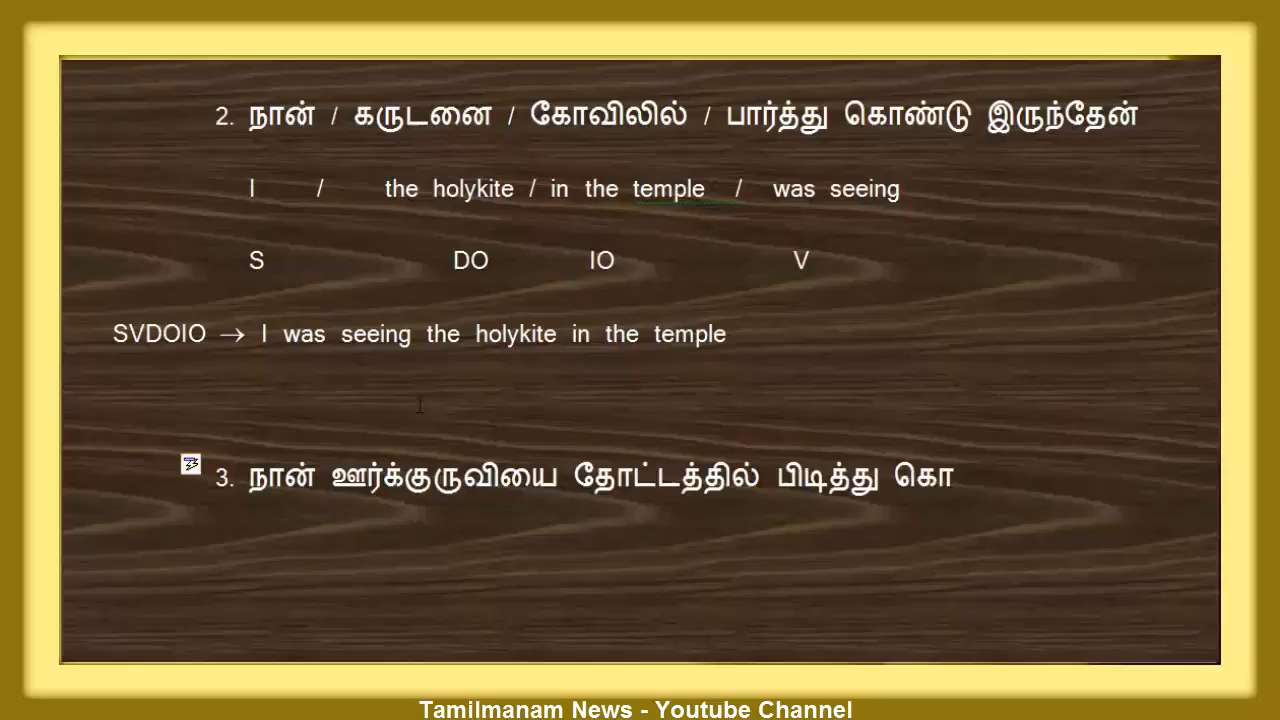 2. நான் / கருடனை / கோவிலில் / பார்த்து கொண்டு இருந்தேன்
I / the holykite / in the temple / was seeing
S DO IO V
SVDOIO → I was seeing the holykite in the temple
3. நான் ஊர்க்குருவியை தோட்டத்தில் பிடித்து கொ
Tamilmanam News - Youtube Channel